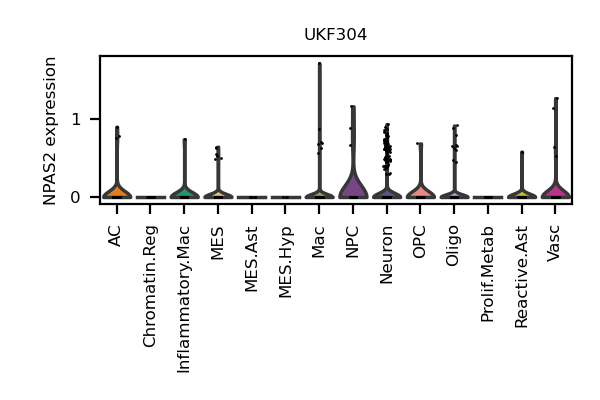 UKF304
NPAS2 expression
1
0
AC
Chromatin.Reg
Inflammatory.Mac
MES
MES.Ast
MES.Hyp
Mac
NPC
Neuron
OPC
Oligo
Prolif.Metab
Reactive.Ast
Vasc